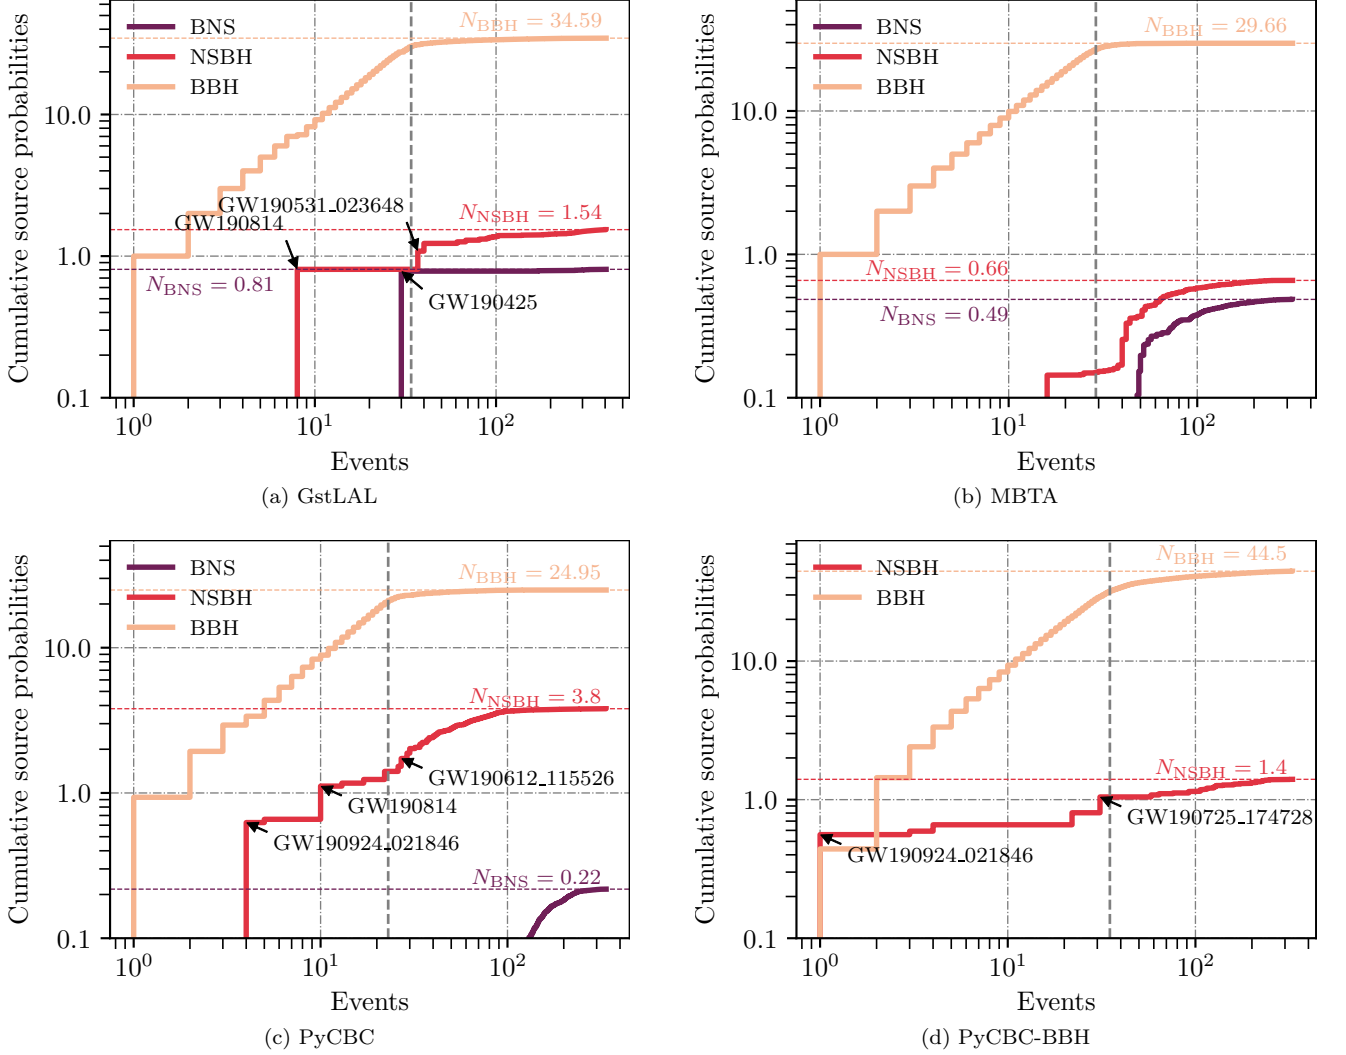 Cumulative source probabilities
BNS
NSBH
BBH
N_BBH = 34.59
10.0
GW190531_023648
GW190814
N_NSBH = 1.54
1.0
N_BNS = 0.81
GW190425
0.1
10^0
10^1
10^2
Events
(a) GstLAL
Cumulative source probabilities
BNS
NSBH
BBH
N_BBH = 29.66
10.0
1.0
N_NSBH = 0.66
N_BNS = 0.49
0.1
10^0
10^1
10^2
Events
(b) MBTA
Cumulative source probabilities
BNS
NSBH
BBH
N_BBH = 24.95
10.0
N_NSBH = 3.8
GW190612_115526
1.0
GW190814
GW190924_021846
N_BNS = 0.22
0.1
10^0
10^1
10^2
Events
(c) PyCBC
Cumulative source probabilities
NSBH
BBH
N_BBH = 44.5
10.0
N_NSBH = 1.4
1.0
GW190725_174728
GW190924_021846
0.1
10^0
10^1
10^2
Events
(d) PyCBC-BBH